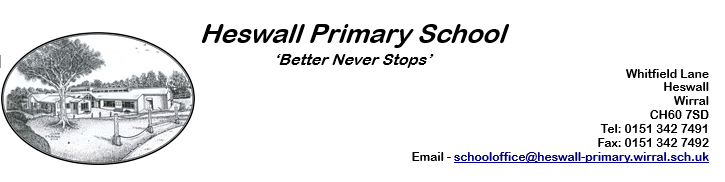 Heswall Primary School
‘Better Never Stops’
Whitfield Lane
Heswall
Wirral
CH60 7SD
Tel: 0151 342 7491
Fax: 0151 342 7492
Email - schooloffice@heswall-primary.wirral.sch.uk